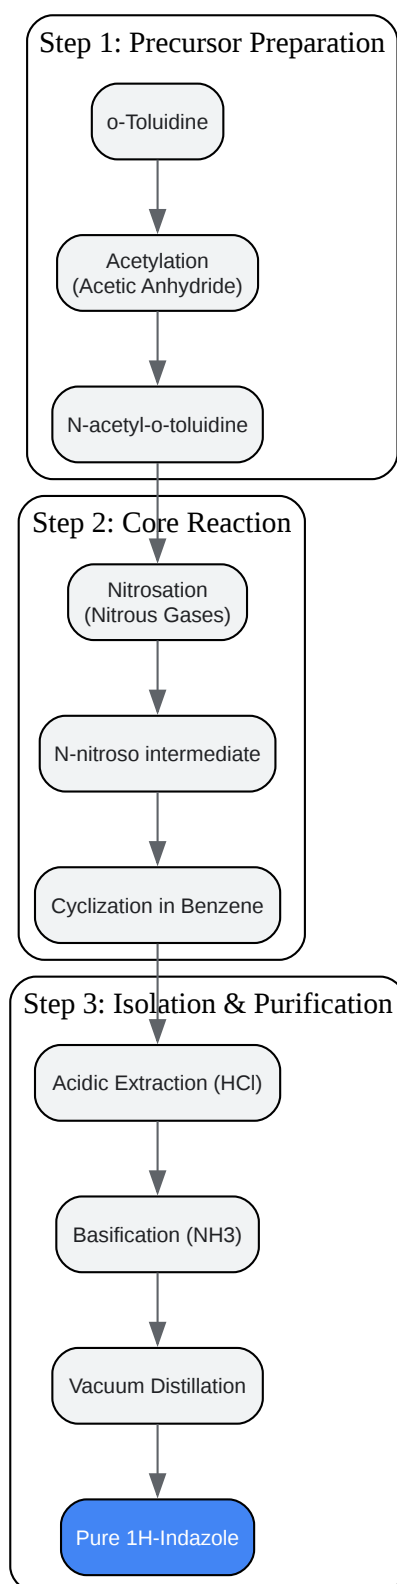 Step 1: Precursor Preparation
o-Toluidine
Acetylation
(Acetic Anhydride)
N-acetyl-o-toluidine
Step 2: Core Reaction
Nitrosation
(Nitrous Gases)
N-nitroso intermediate
Cyclization in Benzene
Step 3: Isolation & Purification
Acidic Extraction (HCl)
Basification (NH3)
Vacuum Distillation
Pure 1H-Indazole